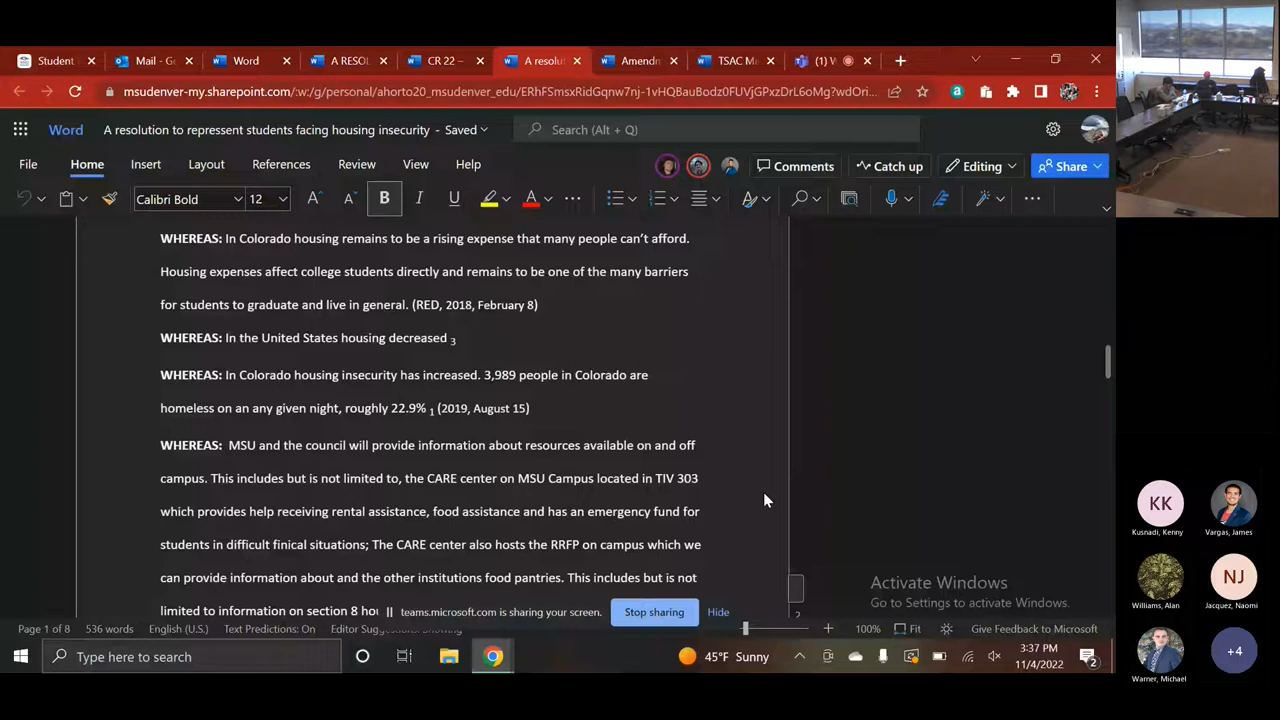 Student
Mail - Ge
Word
A RESOL
CR 22 –
A resolut
Amendm
TSAC Me
(1) W
msudenver-my.sharepoint.com/:w:/g/personal/ahorto20_msudenver_edu/ERhFSmsxRidGqnw7nj-1vHQBauBodz0FUVjGPxzDrL6oMg?wdOri...
Word
A resolution to repressent students facing housing insecurity - Saved
Search (Alt + Q)
File
Home
Insert
Layout
References
Review
View
Help
Comments
Catch up
Editing
Share
Calibri Bold
12
WHEREAS: In Colorado housing remains to be a rising expense that many people can't afford.
Housing expenses affect college students directly and remains to be one of the many barriers
for students to graduate and live in general. (RED, 2018, February 8)
WHEREAS: In the United States housing decreased 3
WHEREAS: In Colorado housing insecurity has increased. 3,989 people in Colorado are
homeless on an any given night, roughly 22.9% 1 (2019, August 15)
WHEREAS: MSU and the council will provide information about resources available on and off
campus. This includes but is not limited to, the CARE center on MSU Campus located in TIV 303
which provides help receiving rental assistance, food assistance and has an emergency fund for
students in difficult finical situations; The CARE center also hosts the RRFP on campus which we
can provide information about and the other institutions food pantries. This includes but is not
limited to information on section 8 hou
teams.microsoft.com is sharing your screen.
Stop sharing
Hide
Activate Windows
Go to Settings to activate Windows.
Page 1 of 8
536 words
English (U.S.)
Text Predictions: On
Editor Suggestions: Showing
100%
Fit
Give Feedback to Microsoft
Type here to search
45°F Sunny
3:37 PM
11/4/2022
2
KK
Kusnadi, Kenny
Vargas, James
Williams, Alan
NJ
Jacquez, Naomi
Warner, Michael
+4